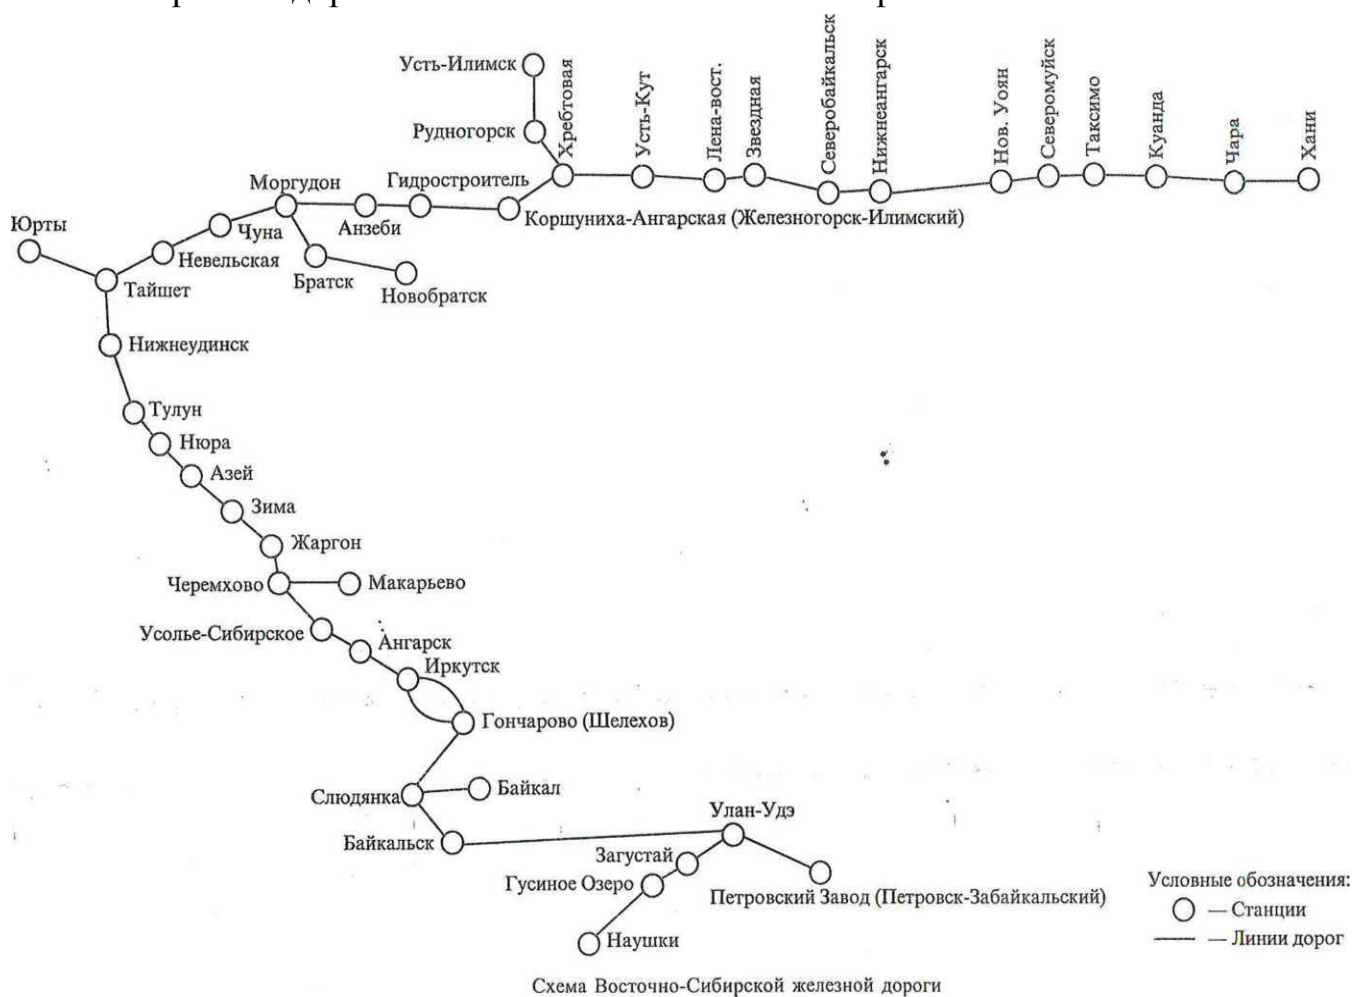 Усть-Илимск
Рудногорск
Хребтовая
Усть-Кут
Лена-вост.
Звездная
Северобайкальск
Нижнеангарск
Нов. Уоян
Северомуйск
Таксимо
Куанда
Чара
Хани
Моргудон
Гидростроитель
Юрты
Чуна
Анзеби
Коршуниха-Ангарская (Железногорск-Илимский)
Невельская
Братск
Новобратск
Тайшет
Нижнеудинск
Тулун
Нюра
Азей
Зима
Жаргон
Черемхово
Макарьево
Усолье-Сибирское
Ангарск
Иркутск
Гончарово (Шелехов)
Слюдянка
Байкал
Байкальск
Улан-Удэ
Загустай
Гусиное Озеро
Петровский Завод (Петровск-Забайкальский)
Наушки
Условные обозначения:
— Станции
— Линии дорог
Схема Восточно-Сибирской железной дороги